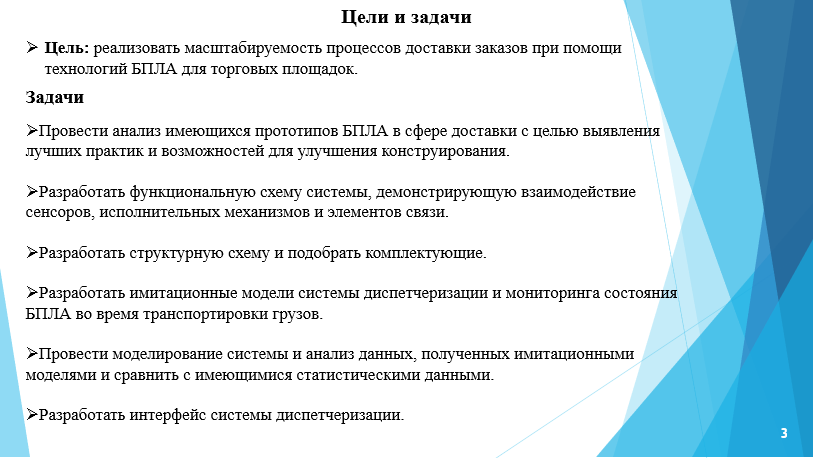 Цели и задачи
➢ Цель: реализовать масштабируемость процессов доставки заказов при помощи
технологий БПЛА для торговых площадок.
Задачи
➢Провести анализ имеющихся прототипов БПЛА в сфере доставки с целью выявления
лучших практик и возможностей для улучшения конструирования.
➢Разработать функциональную схему системы, демонстрирующую взаимодействие
сенсоров, исполнительных механизмов и элементов связи.
➢Разработать структурную схему и подобрать комплектующие.
➢Разработать имитационные модели системы диспетчеризации и мониторинга состояния
БПЛА во время транспортировки грузов.
➢Провести моделирование системы и анализ данных, полученных имитационными
моделями и сравнить с имеющимися статистическими данными.
➢Разработать интерфейс системы диспетчеризации.
3